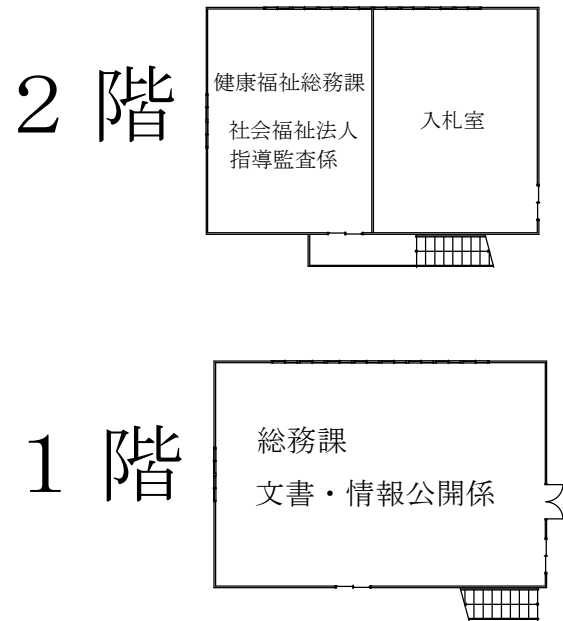 ２階
健康福祉総務課
社会福祉法人
指導監査係
入札室
１階
総務課
文書・情報公開係